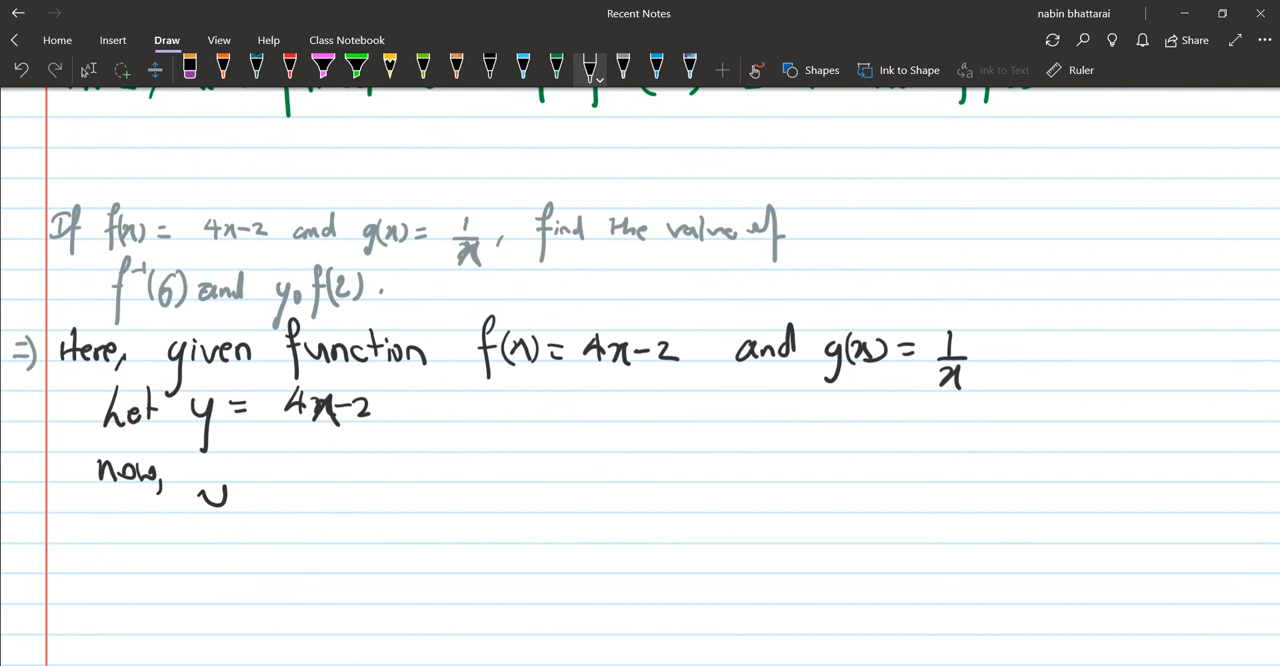 Recent Notes
nabin bhattarai
Home Insert Draw View Help Class Notebook
Share
Shapes Ink to Shape Ink to Text Ruler
If f(x) = 4x-2 and g(x) = 1/x, find the value of
f⁻¹(6) and y₀f(2).
=) Here, given function f(x) = 4x-2 and g(x) = 1/x
Let y = 4x-2
now,